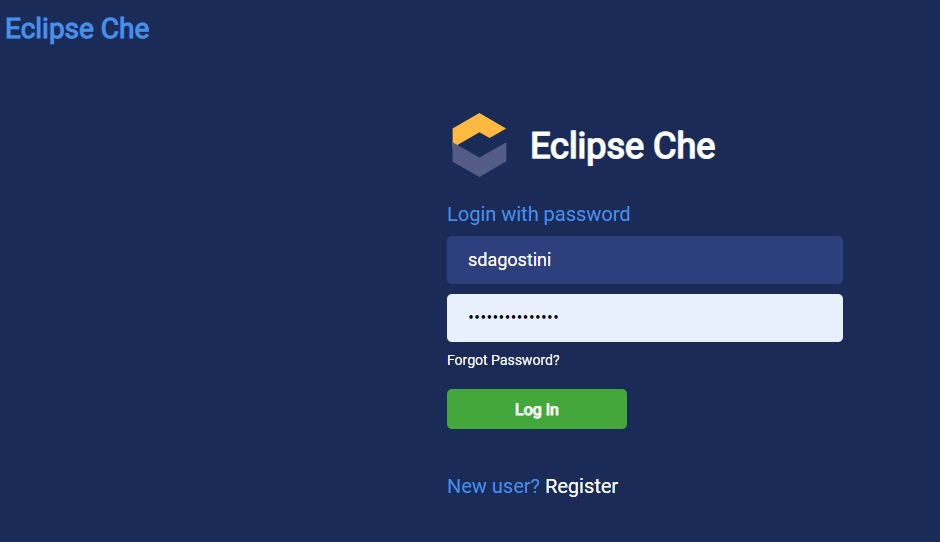 Eclipse Che
Eclipse Che
Login with password
sdagostini
•••••••••••••••
Forgot Password?
Log In
New user? Register